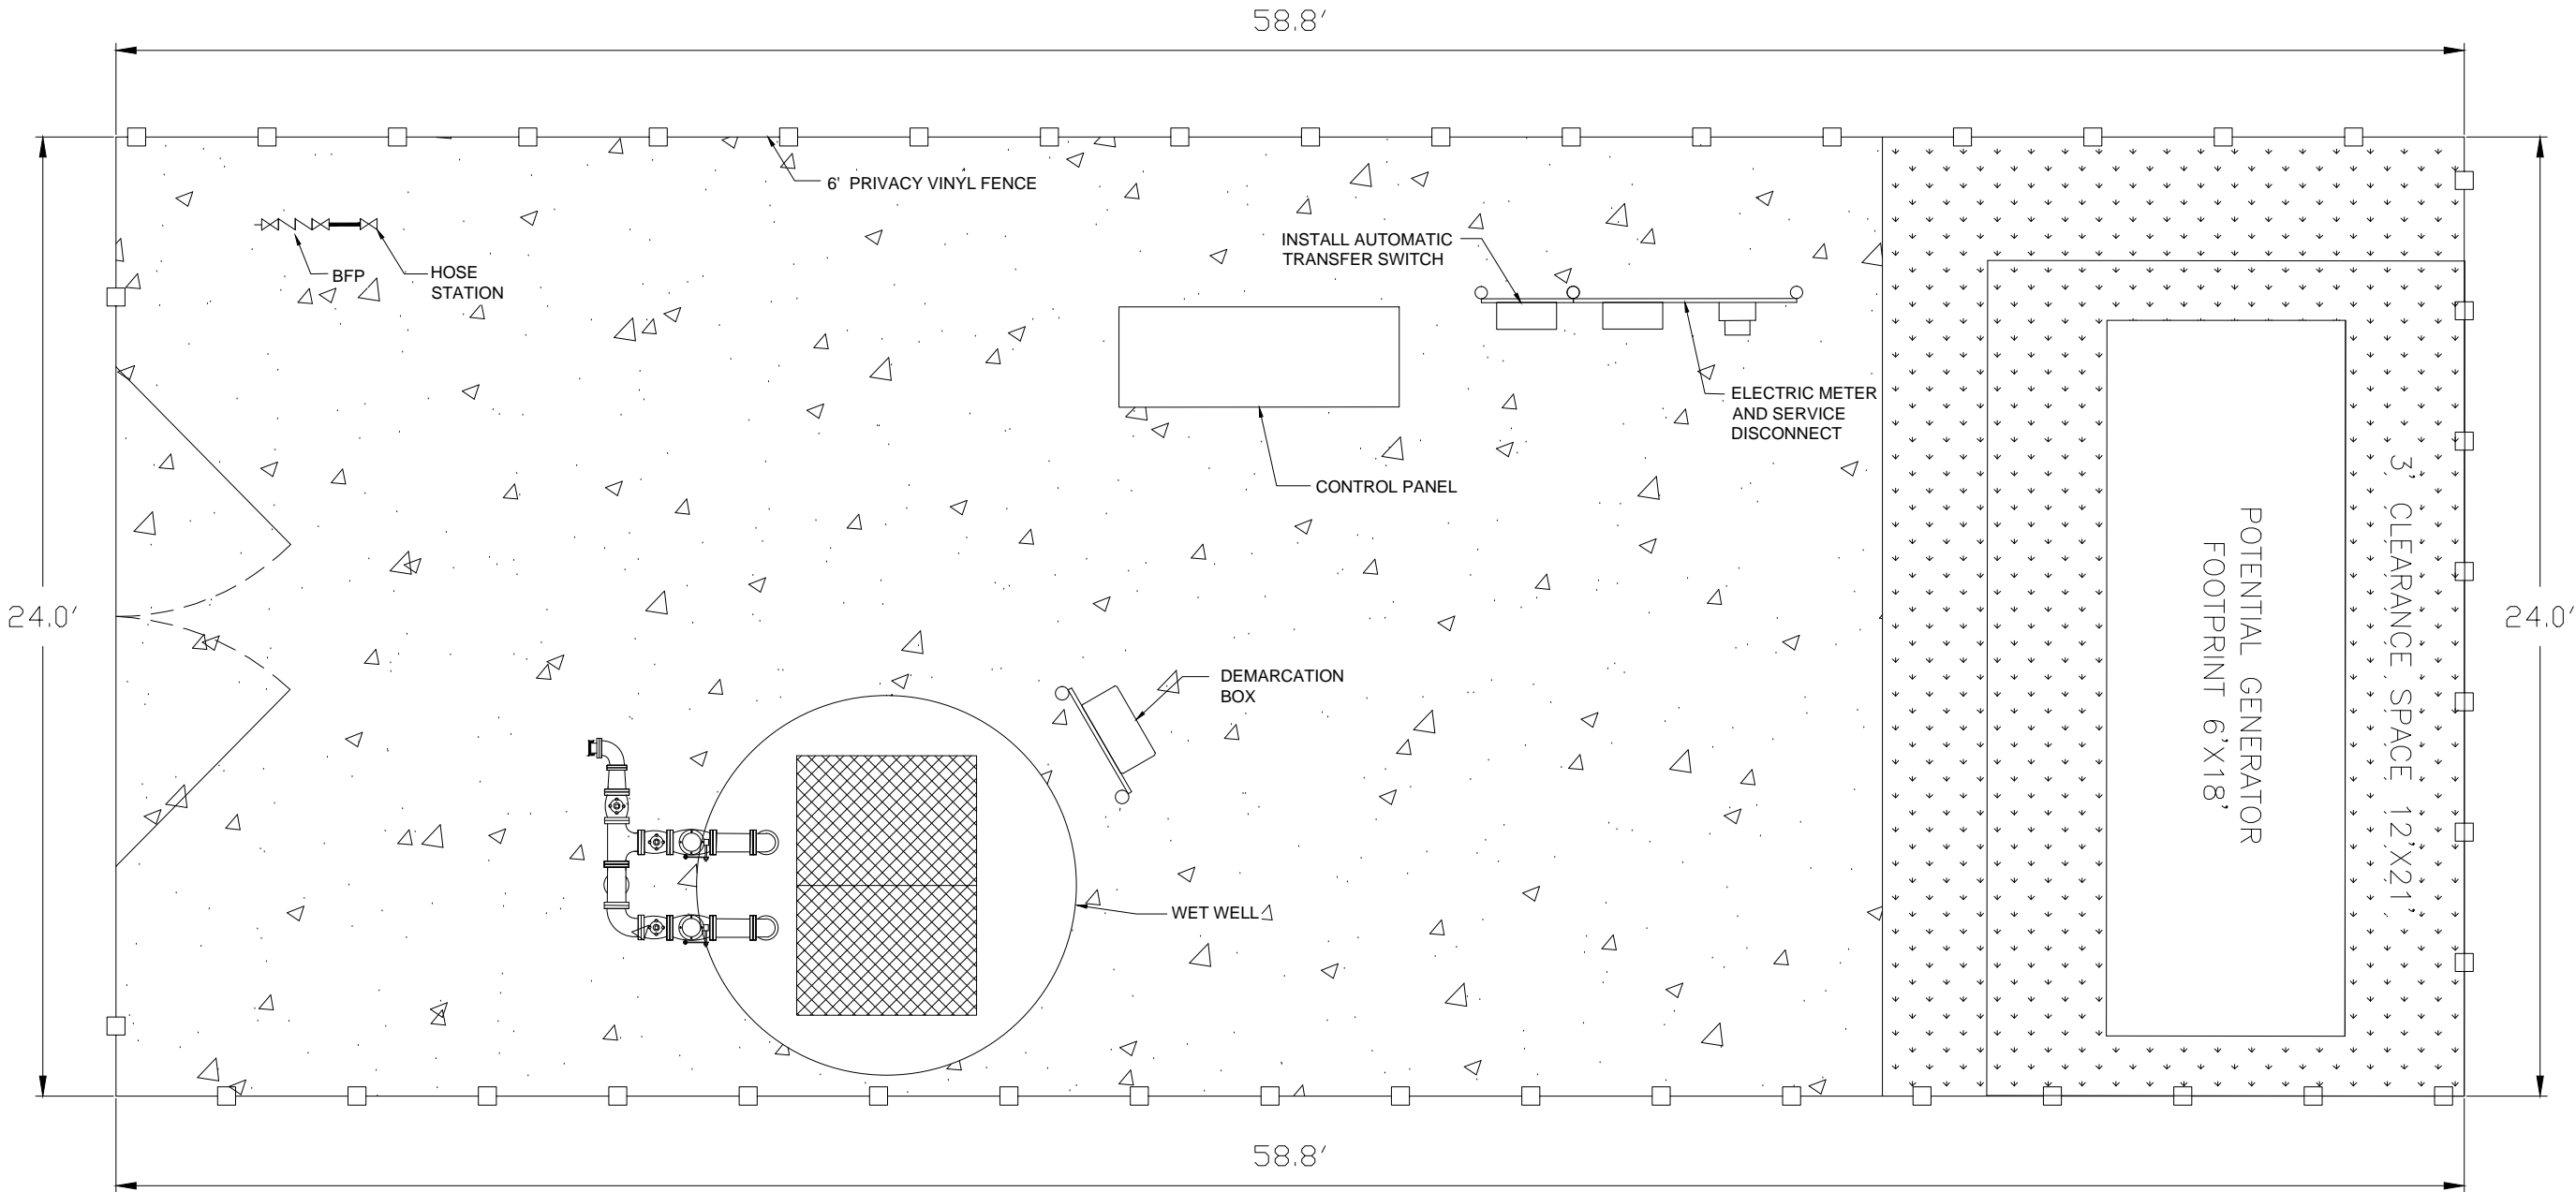 58.8'
6' PRIVACY VINYL FENCE
INSTALL AUTOMATIC
TRANSFER SWITCH
BFP
HOSE
STATION
ELECTRIC METER
AND SERVICE
DISCONNECT
CONTROL PANEL
24.0'
24.0'
3' CLEARANCE SPACE 12'X21'
POTENTIAL GENERATOR
FOOTPRINT 6'X18'
DEMARCATION
BOX
WET WELL
58.8'